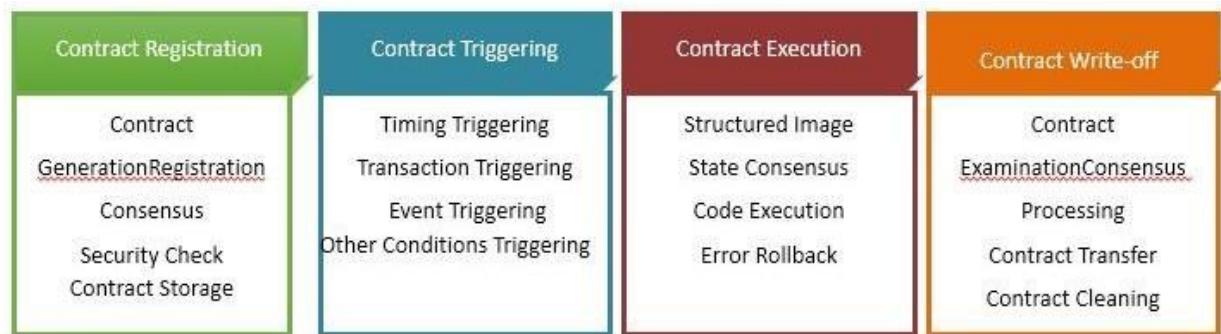 Contract Registration
Contract
GenerationRegistration
Consensus
Security Check
Contract Storage
Contract Triggering
Timing Triggering
Transaction Triggering
Event Triggering
Other Conditions Triggering
Contract Execution
Structured Image
State Consensus
Code Execution
Error Rollback
Contract Write-off
Contract
ExaminationConsensus
Processing
Contract Transfer
Contract Cleaning